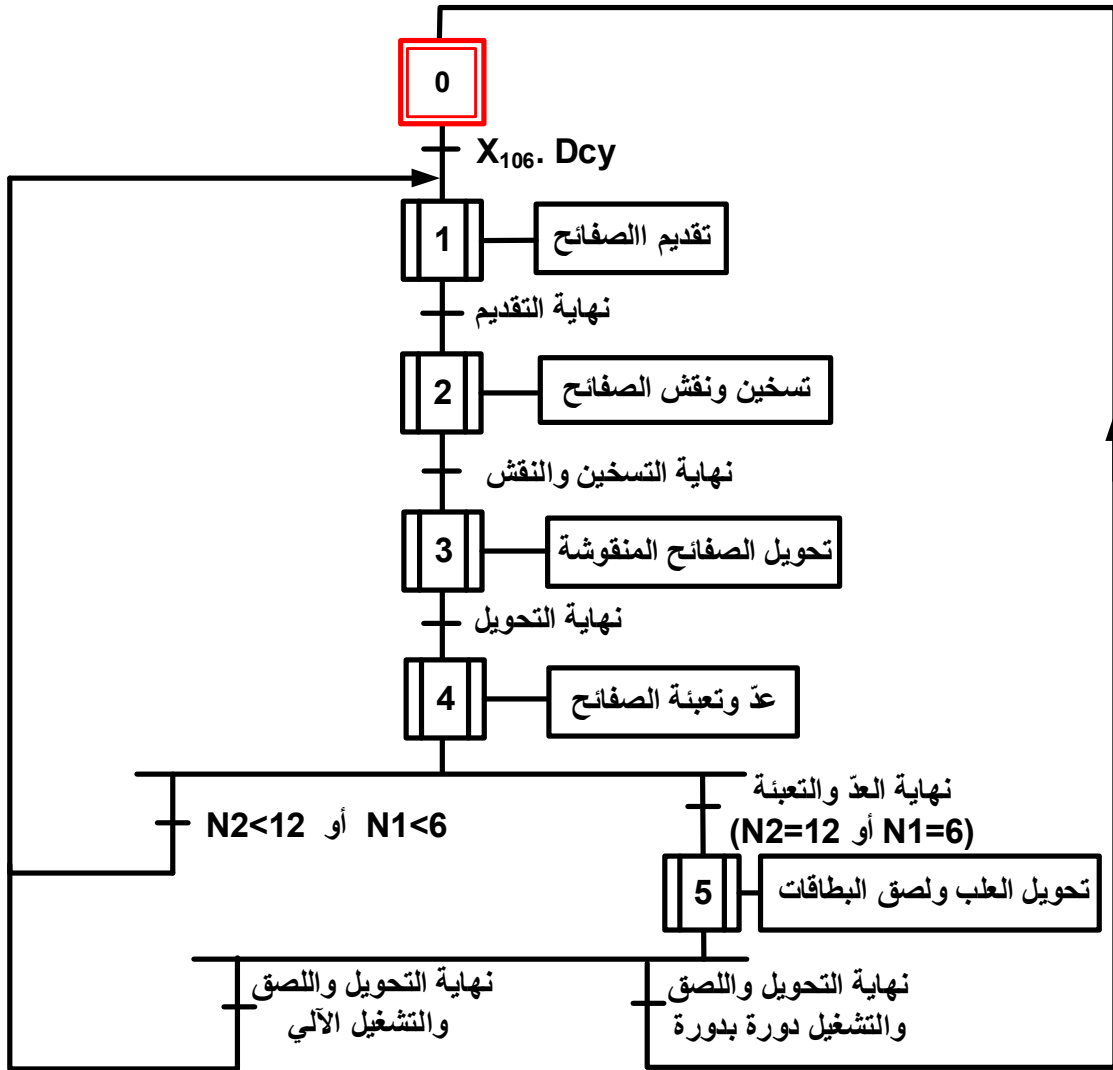 0
X₁₀₆. Dcy
1
تقديم االصفائح
نهاية التقديم
2
تسخين ونقش الصفائح
نهاية التسخين والنقش
3
تحويل الصفائح المنقوشة
نهاية التحويل
4
عدّ وتعبئة الصفائح
نهاية العدّ والتعبئة
(N2=12 أو N1=6)
N2<12 أو N1<6
5
تحويل العلب ولصق البطاقات
نهاية التحويل واللصق
والتشغيل دورة بدورة
نهاية التحويل واللصق
والتشغيل الآلي